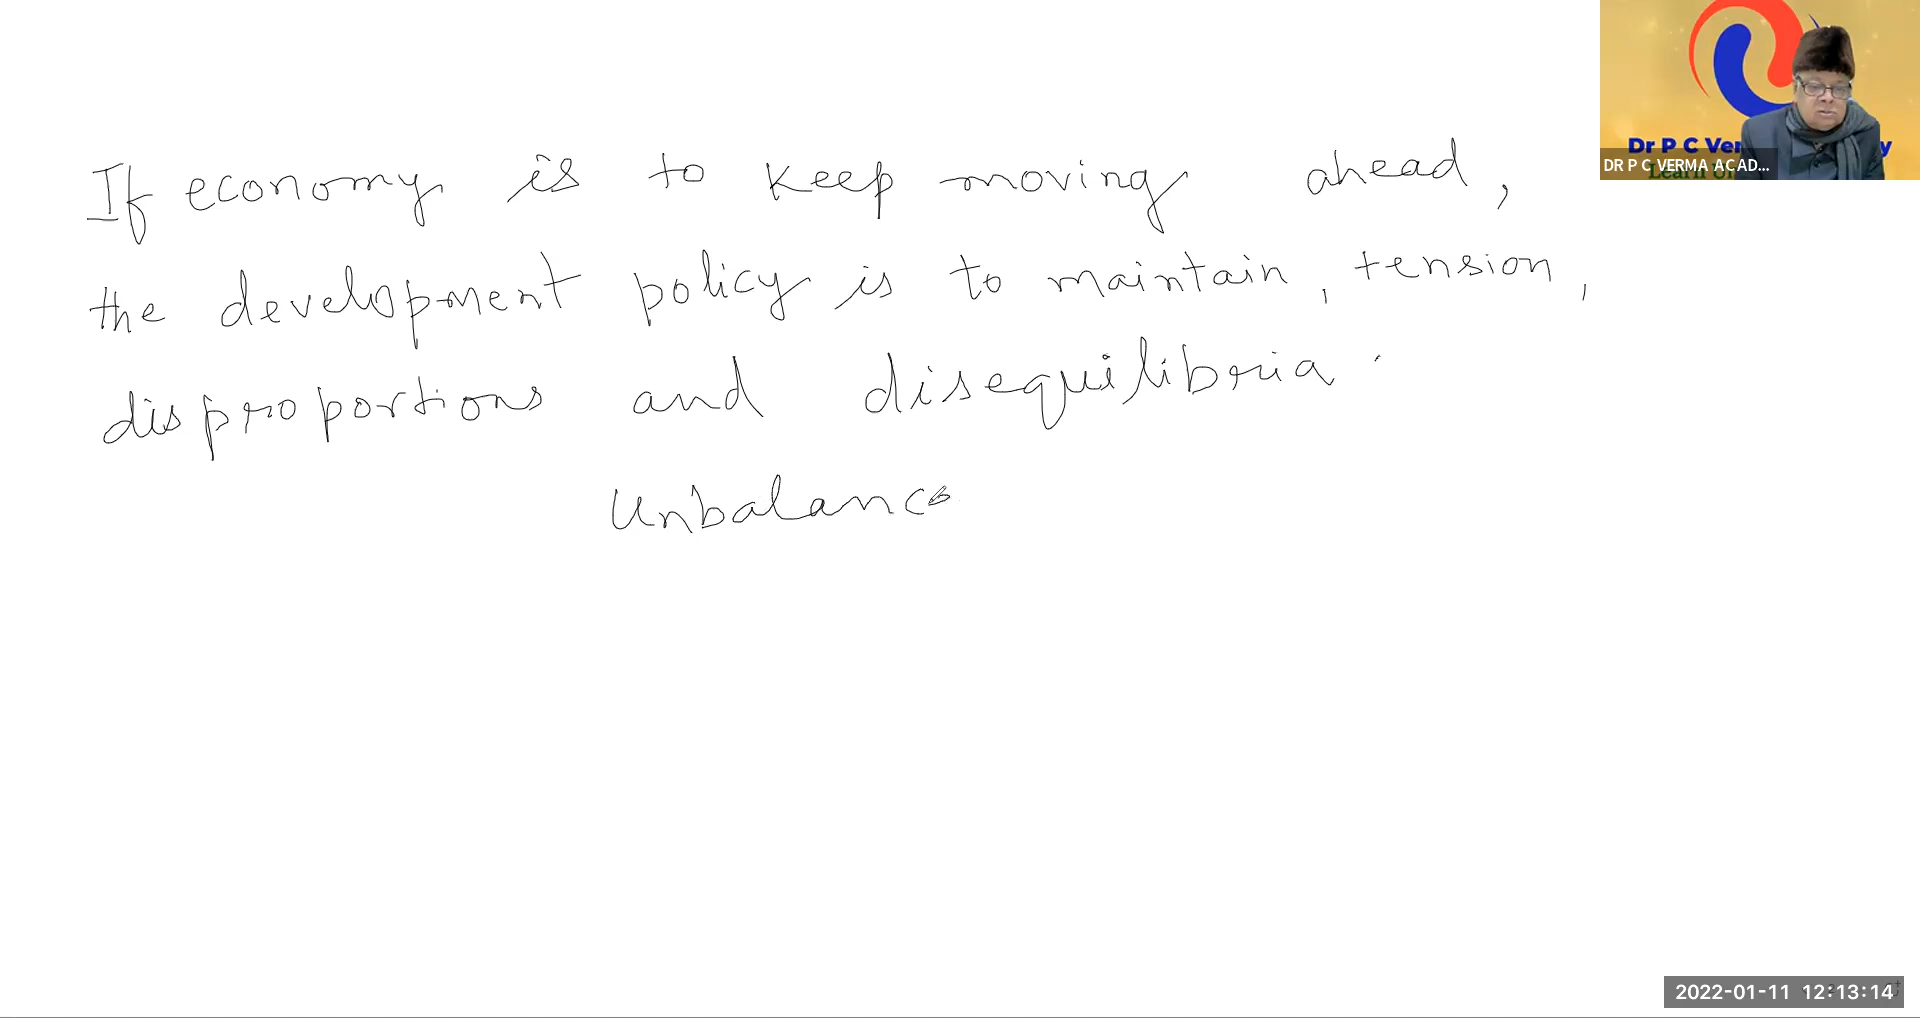 If economy is to keep moving ahead,
the development policy is to maintain, tension,
disproportions and disequilibria.
Unbalance
Dr P C Ver y
DR P C VERMA ACAD...
2022-01-11 12:13:14